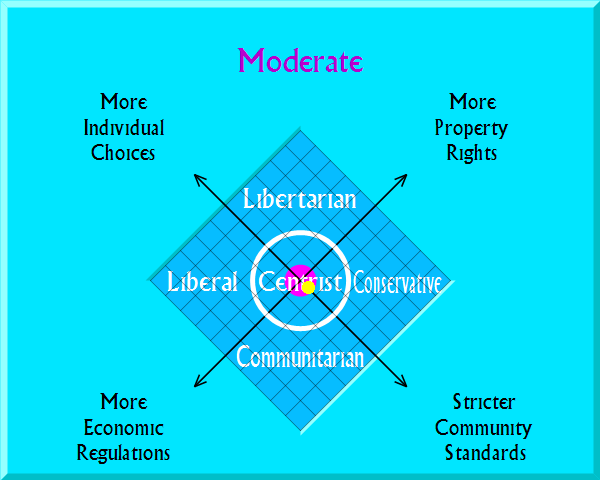 Moderate
More
Individual
Choices
More
Property
Rights
Libertarian
Liberal
Centrist
Conservative
Communitarian
More
Economic
Regulations
Stricter
Community
Standards